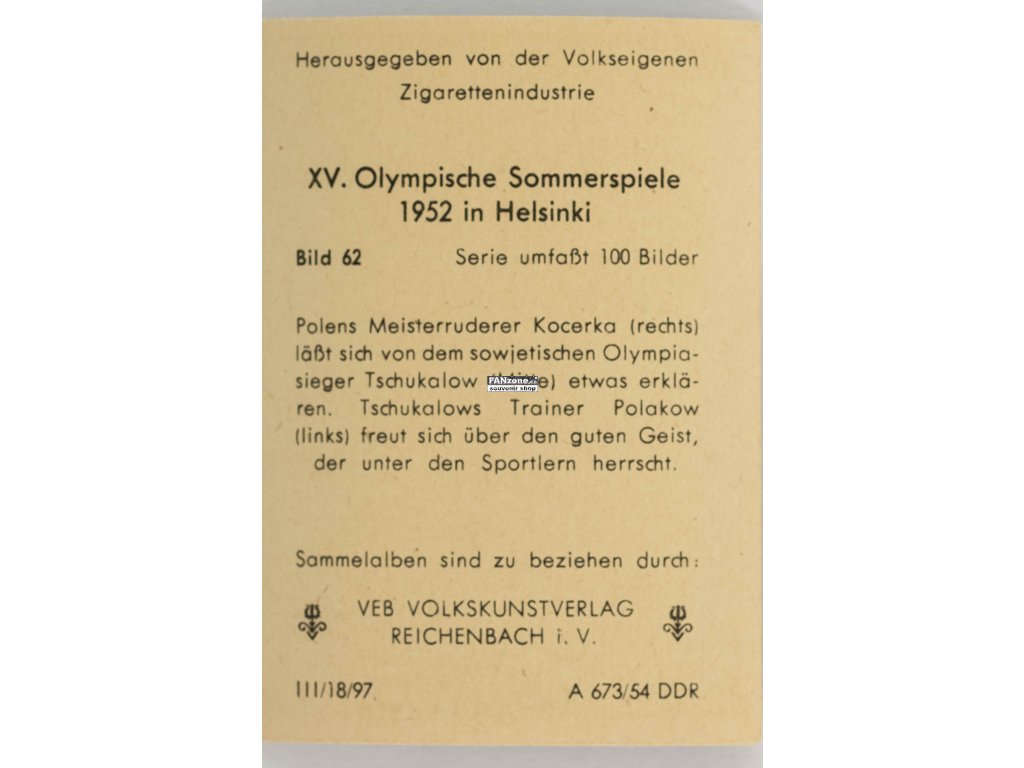 Herausgegeben von der Volkseigenen
Zigarettenindustrie
XV. Olympische Sommerspiele
1952 in Helsinki
Bild 62 Serie umfaßt 100 Bilder
Polens Meisterruderer Kocerka (rechts)
läßt sich von dem sowjetischen Olympia-
sieger Tschukalow etwas erklä-
ren. Tschukalows Trainer Polakow
(links) freut sich über den guten Geist,
der unter den Sportlern herrscht.
FANzone
souvenir shop
Sammelalben sind zu beziehen durch:
VEB VOLKSKUNSTVERLAG
REICHENBACH i. V.
III/18/97 A 673/54 DDR